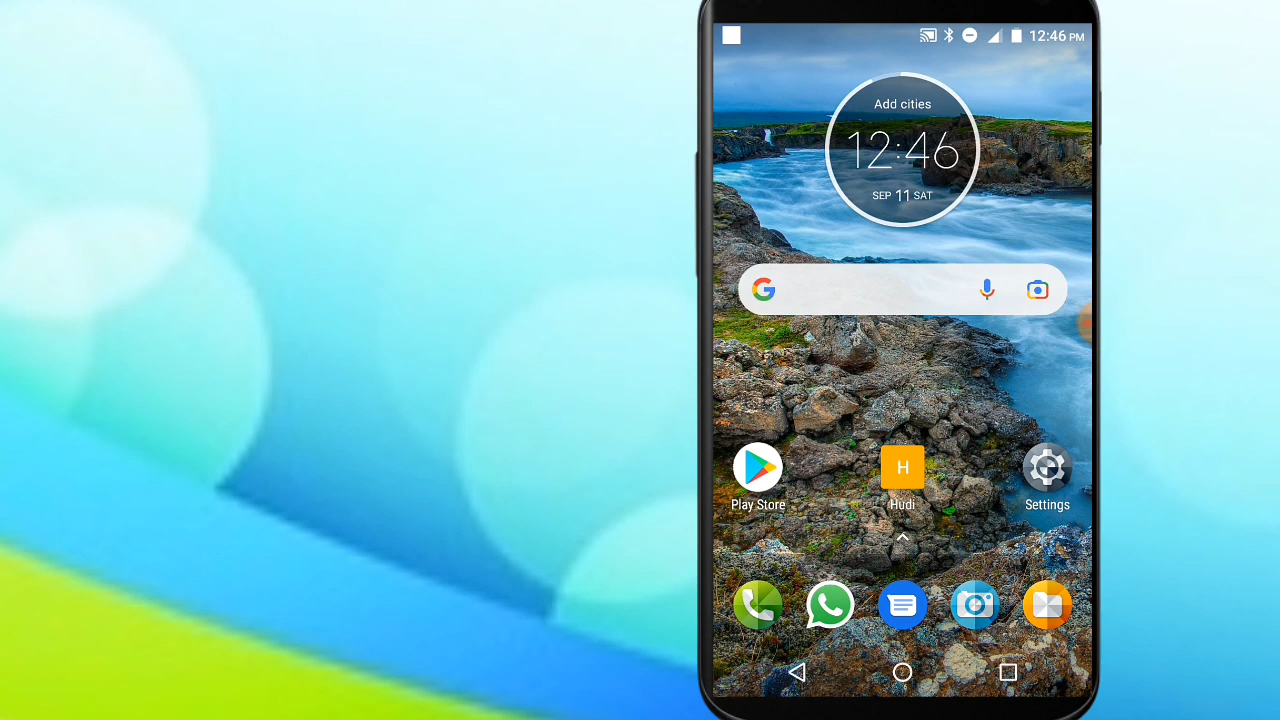 12:46 PM
Add cities
12:46
SEP 11 SAT
G
H
Play Store
Hudi
Settings